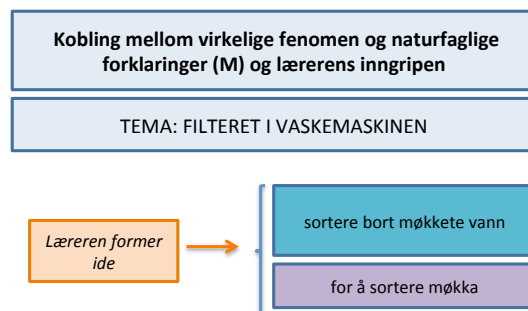 Kobling mellom virkelige fenomen og naturfaglige
forklaringer (M) og lærerens inngripen
TEMA: FILTERET I VASKEMASKINEN
Læreren former
ide
sortere bort møkkete vann
for å sortere møkka